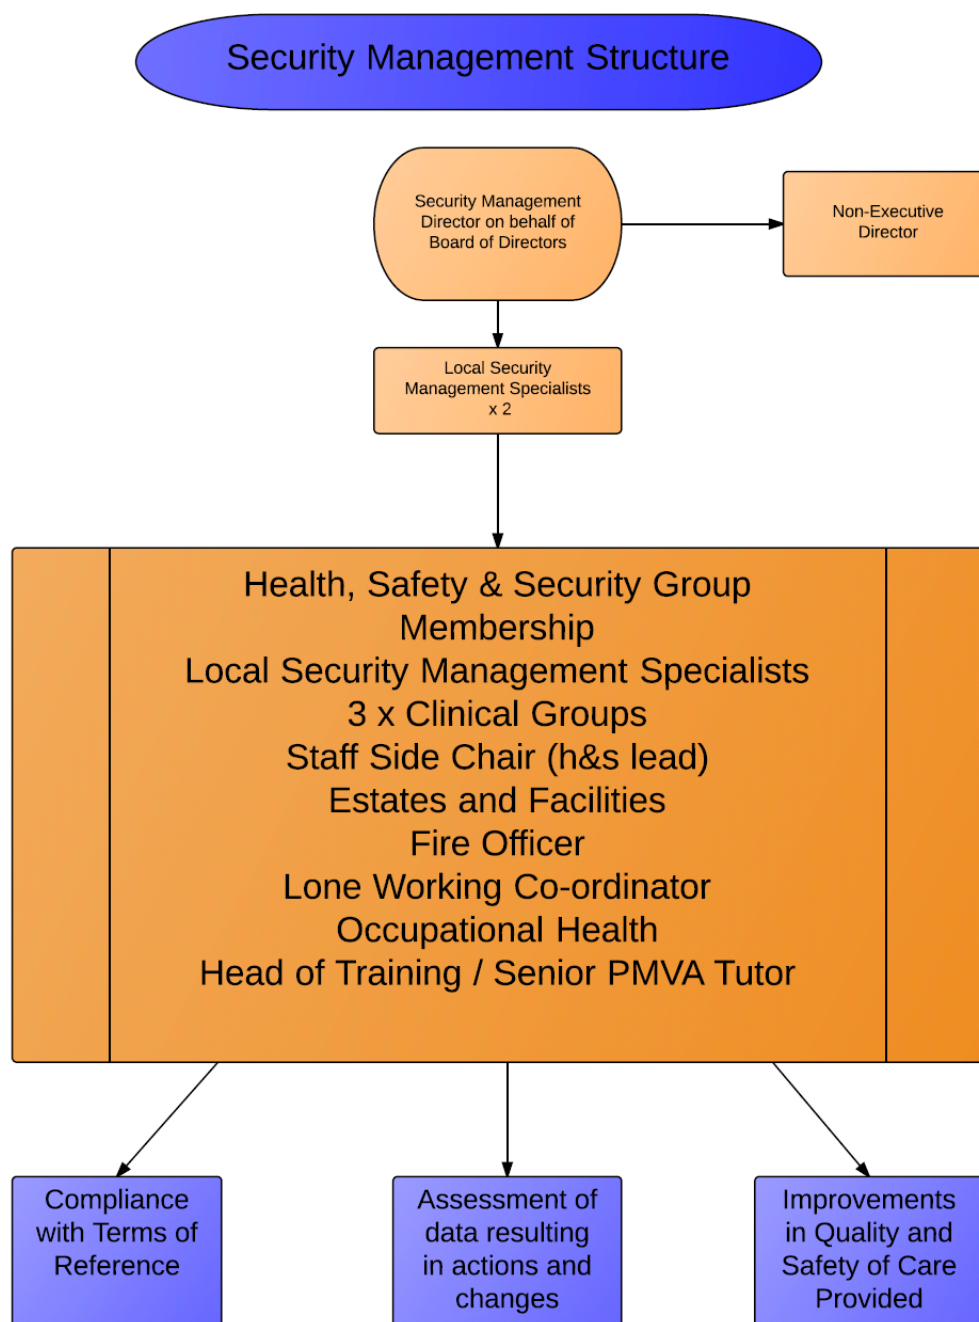 Security Management Structure
Security Management
Director on behalf of
Board of Directors
Non-Executive
Director
Local Security
Management Specialists
x 2
Health, Safety & Security Group
Membership
Local Security Management Specialists
3 x Clinical Groups
Staff Side Chair (h&s lead)
Estates and Facilities
Fire Officer
Lone Working Co-ordinator
Occupational Health
Head of Training / Senior PMVA Tutor
Compliance
with Terms of
Reference
Assessment of
data resulting
in actions and
changes
Improvements
in Quality and
Safety of Care
Provided